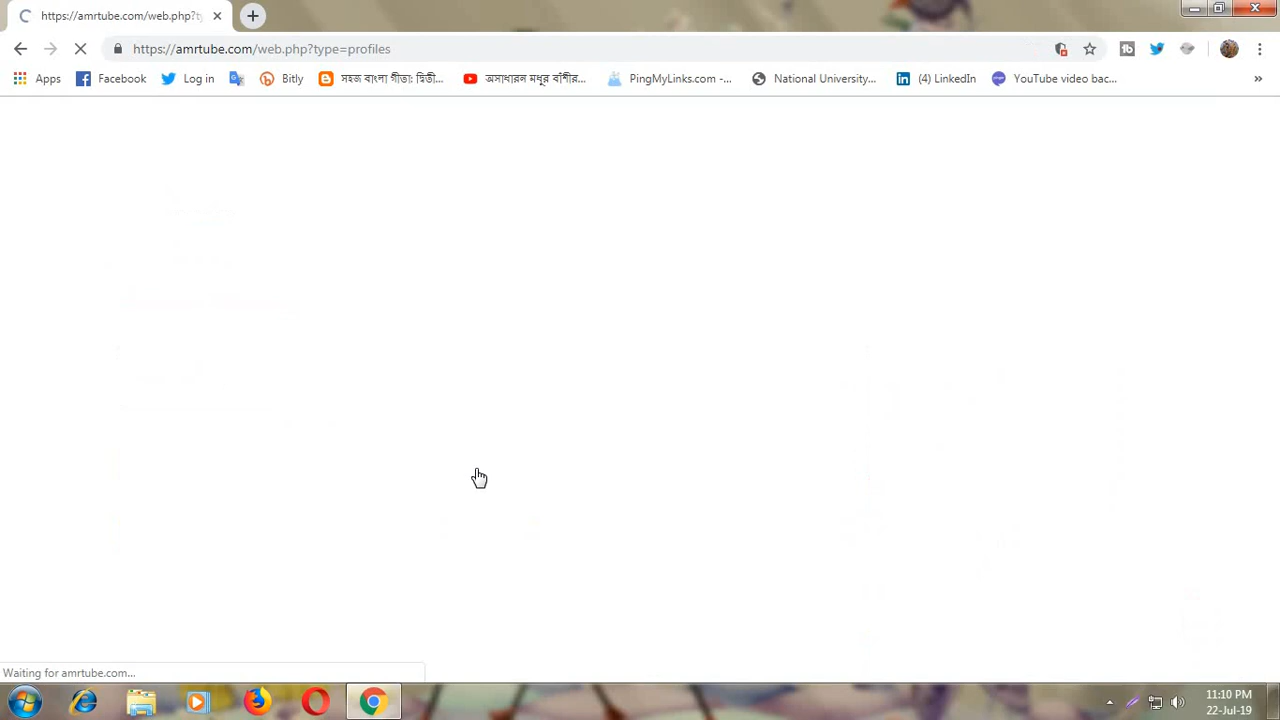 https://amrtube.com/web.php?ty
https://amrtube.com/web.php?type=profiles
Apps
Facebook
Log in
Bitly
সহজ বাংলা গীতা: দ্বিতী...
অসাধারল মধুর বাঁশীর...
PingMyLinks.com -...
National University...
(4) LinkedIn
YouTube video bac...
»
Waiting for amrtube.com...
11:10 PM
22-Jul-19